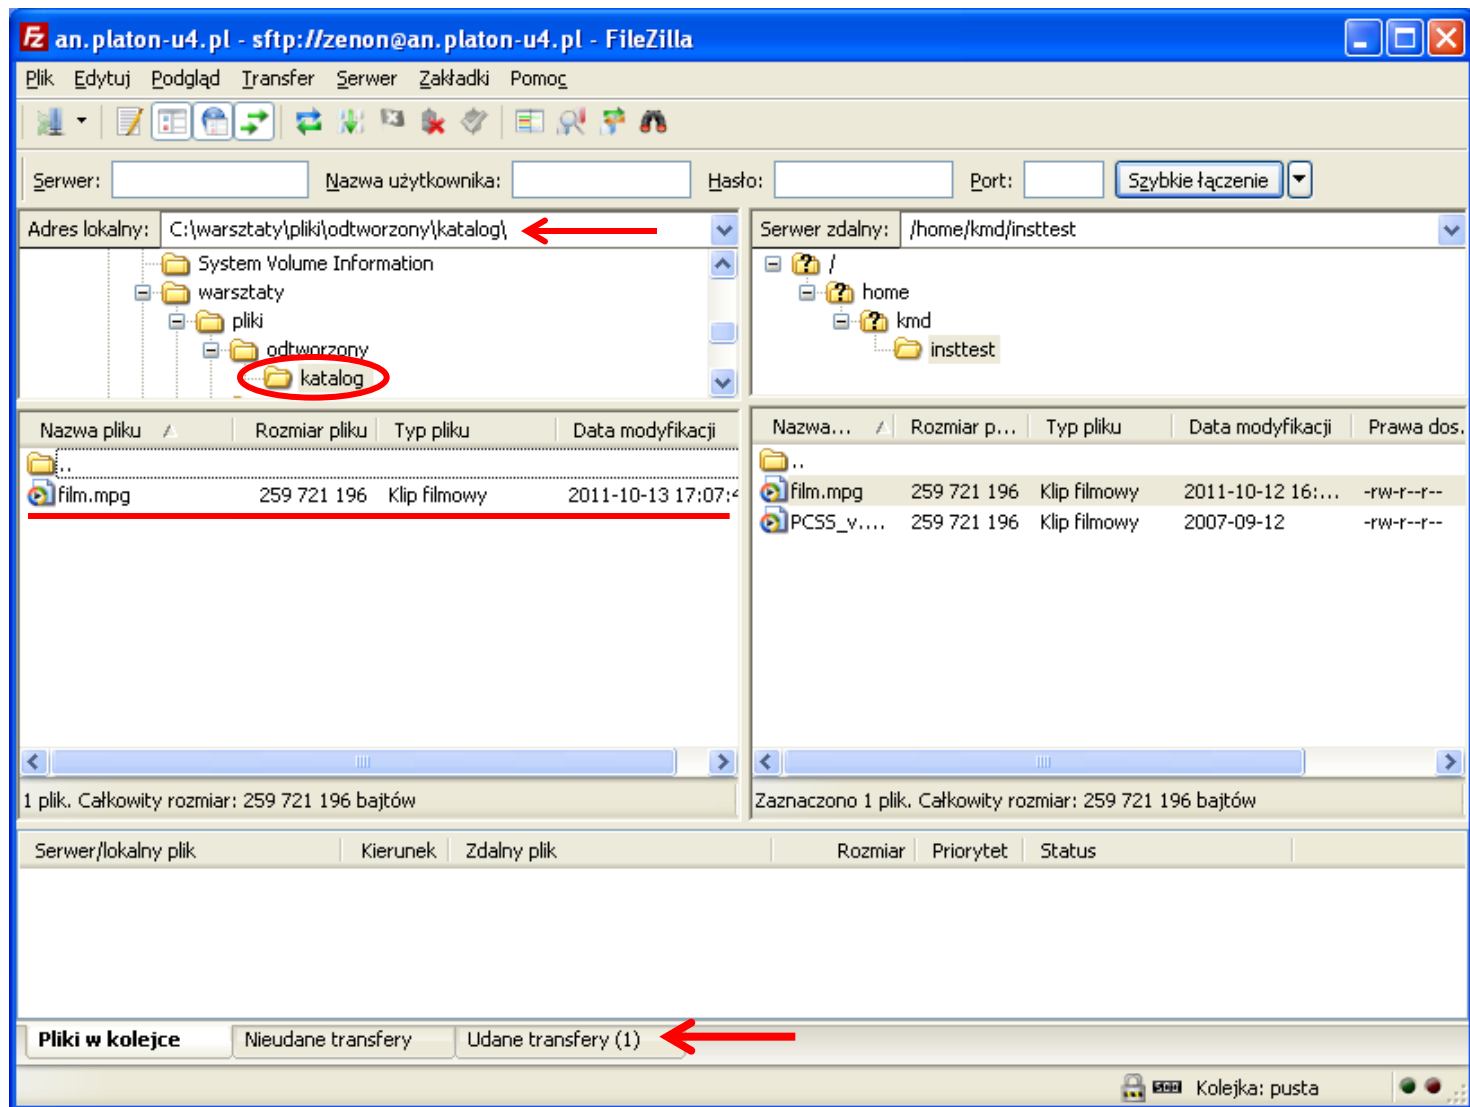 an.platon-u4.pl - sftp://zenon@an.platon-u4.pl - FileZilla
Plik Edytuj Podgląd Transfer Serwer Zakładki Pomoc
Serwer: Nazwa użytkownika: Hasło: Port: Szybkie łączenie
Adres lokalny: C:\warsztaty\pliki\odtworzony\katalog\
System Volume Information
warsztaty
pliki
odtworzony
katalog
Serwer zdalny: /home/kmd/insttest
/
home
kmd
insttest
Nazwa pliku Rozmiar pliku Typ pliku Data modyfikacji
..
film.mpg 259 721 196 Klip filmowy 2011-10-13 17:07:4
1 plik. Całkowity rozmiar: 259 721 196 bajtów
Nazwa... Rozmiar p... Typ pliku Data modyfikacji Prawa dos.
..
film.mpg 259 721 196 Klip filmowy 2011-10-12 16:... -rw-r--r--
PCSS_v.... 259 721 196 Klip filmowy 2007-09-12 -rw-r--r--
Zaznaczono 1 plik. Całkowity rozmiar: 259 721 196 bajtów
Serwer/lokalny plik Kierunek Zdalny plik Rozmiar Priorytet Status
Pliki w kolejce Nieudane transfery Udane transfery (1)
Kolejka: pusta